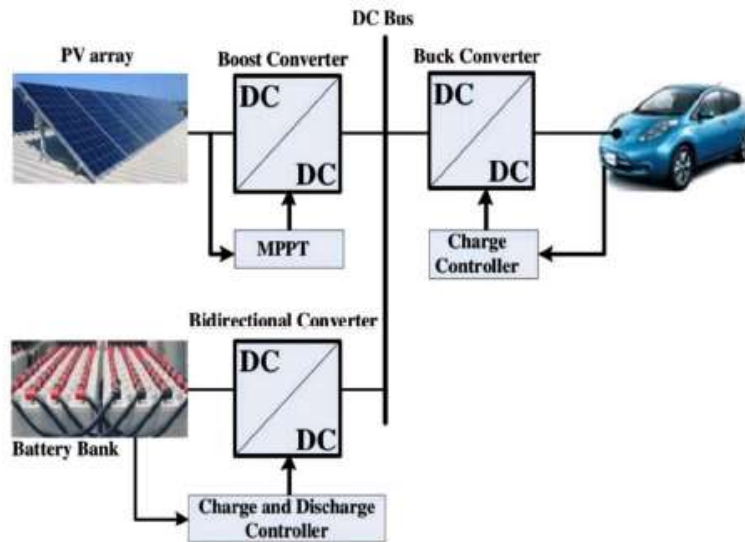 DC Bus
PV array
Boost Converter
Buck Converter
DC
DC
DC
DC
MPPT
Charge
Controller
Bidirectional Converter
DC
DC
Battery Bank
Charge and Discharge
Controller